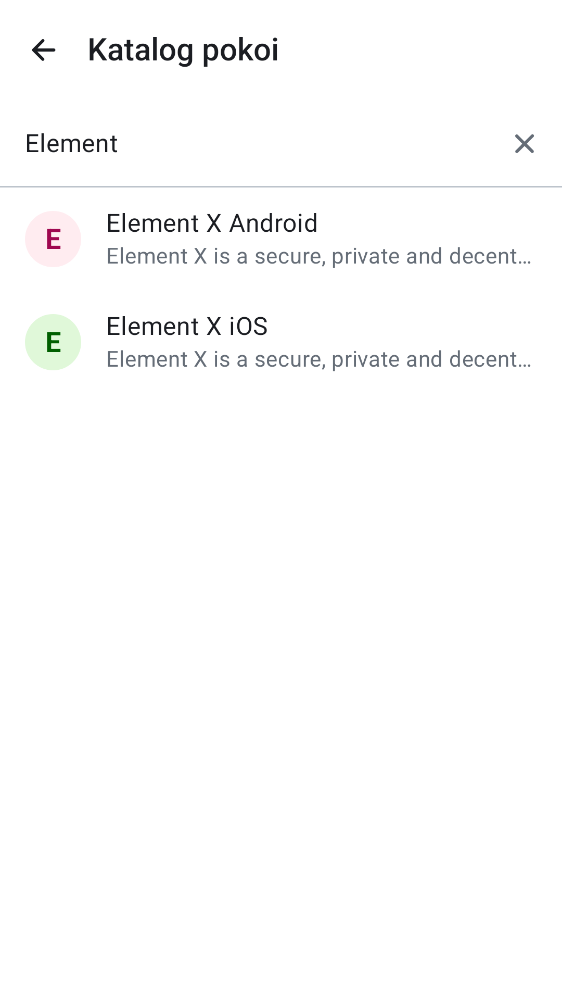 Katalog pokoi
Element
E
Element X Android
Element X is a secure, private and decent...
E
Element X iOS
Element X is a secure, private and decent...